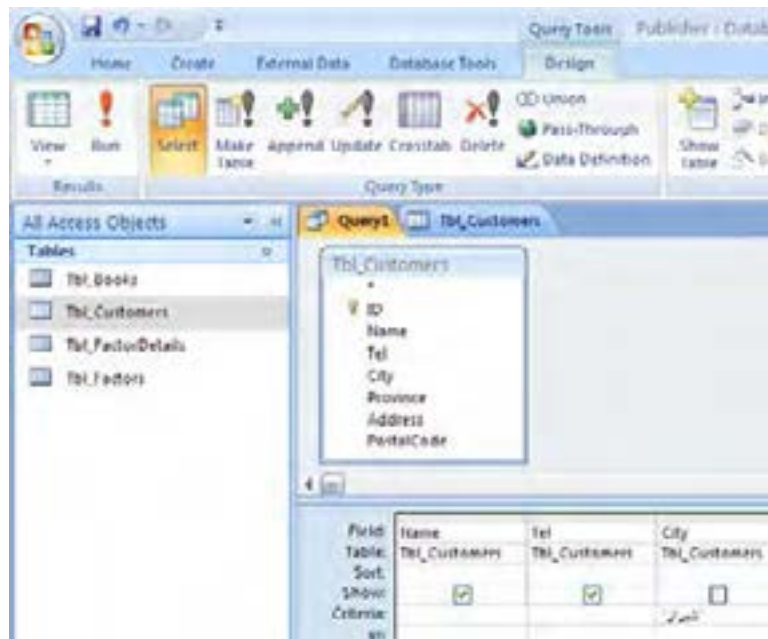 Query Tools Publisher : Datab
Home Create External Data Database Tools Design
View Run Select Make Table Append Update Crosstab Delete
Union
Pass-Through
Data Definition
Show Table
Results Query Type
All Access Objects
Tables
Tbl_Books
Tbl_Customers
Tbl_FactorDetails
Tbl_Factors
Query1 Tbl_Customers
Tbl_Customers
*
ID
Name
Tel
City
Province
Address
PostalCode
Field: Name Tel City
Table: Tbl_Customers Tbl_Customers Tbl_Customers
Sort:
Show:
Criteria:
or: